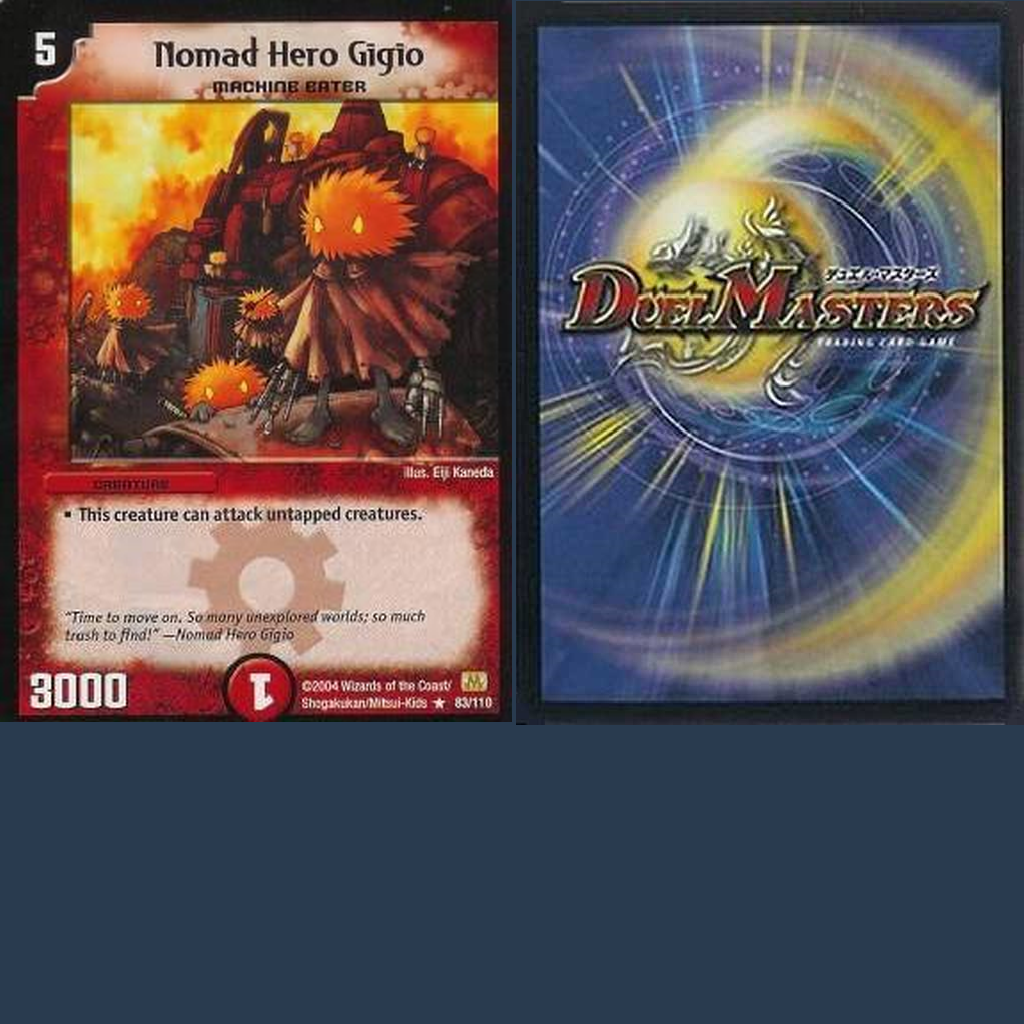 5
Nomad Hero Gigio
MACHINE EATER
illus. Eiji Kaneda
CREATURE
▪ This creature can attack untapped creatures.
"Time to move on. So many unexplored worlds; so much
trash to find!" —Nomad Hero Gigio
3000
1
©2004 Wizards of the Coast/
Shogakukan/Mitsui-Kids ★ 83/110
デュエル・マスターズ
DUEL MASTERS
TRADING CARD GAME